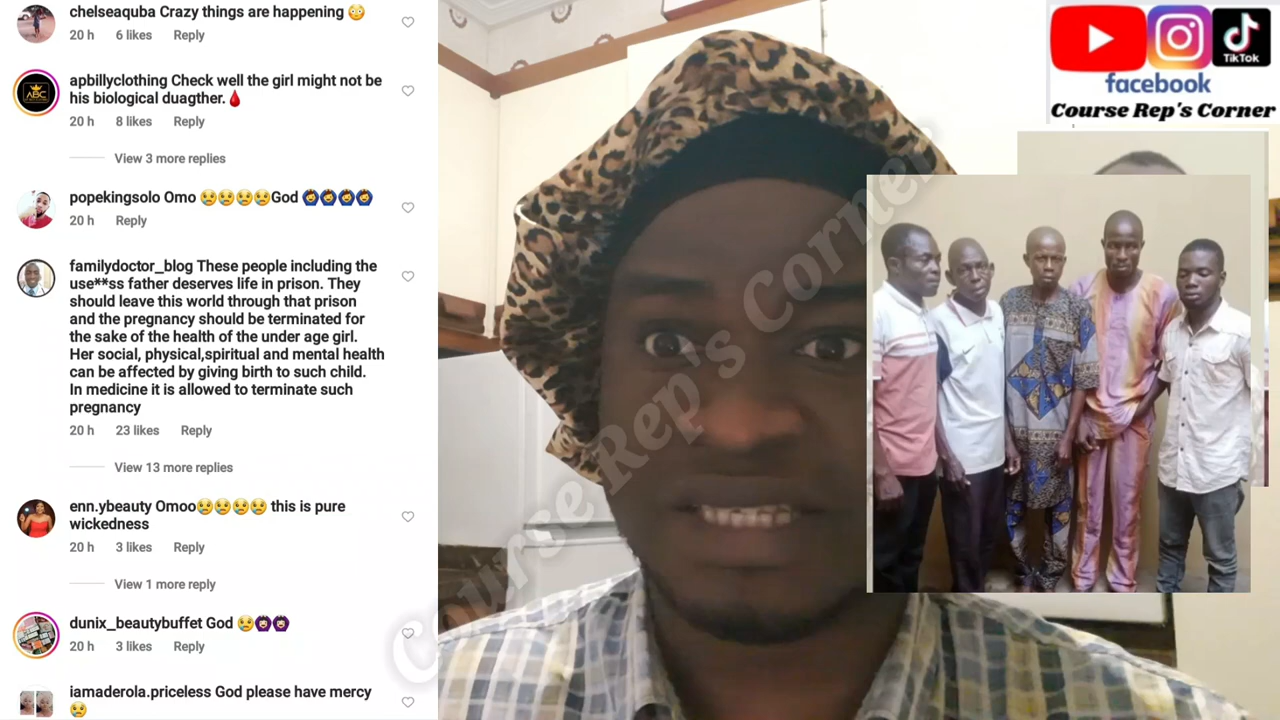 chelseaquba Crazy things are happening 😳
20 h 6 likes Reply
apbillyclothing Check well the girl might not be
his biological duagther.🩸
20 h 8 likes Reply
View 3 more replies
popekingsolo Omo 😢😢😢😢God 🙆🙆🙆🙆
20 h Reply
familydoctor_blog These people including the
use**ss father deserves life in prison. They
should leave this world through that prison
and the pregnancy should be terminated for
the sake of the health of the under age girl.
Her social, physical,spiritual and mental health
can be affected by giving birth to such child.
In medicine it is allowed to terminate such
pregnancy
20 h 23 likes Reply
View 13 more replies
enn.ybeauty Omoo😢😢😢😢 this is pure
wickedness
20 h 3 likes Reply
View 1 more reply
dunix_beautybuffet God 😢🙆🏻‍♀️🙆🏻‍♀️
20 h 3 likes Reply
iamaderola.priceless God please have mercy
😢
ABC
TikTok
facebook
Course Rep's Corner
Course Rep's Corner